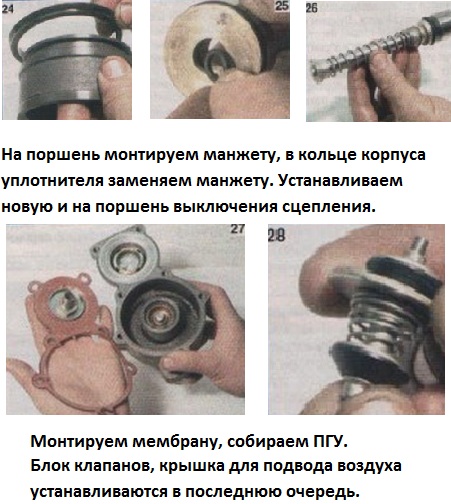 24
25
26
На поршень монтируем манжету, в кольце корпуса
уплотнителя заменяем манжету. Устанавливаем
новую и на поршень выключения сцепления.
27
28
Монтируем мембрану, собираем ПГУ.
Блок клапанов, крышка для подвода воздуха
устанавливаются в последнюю очередь.